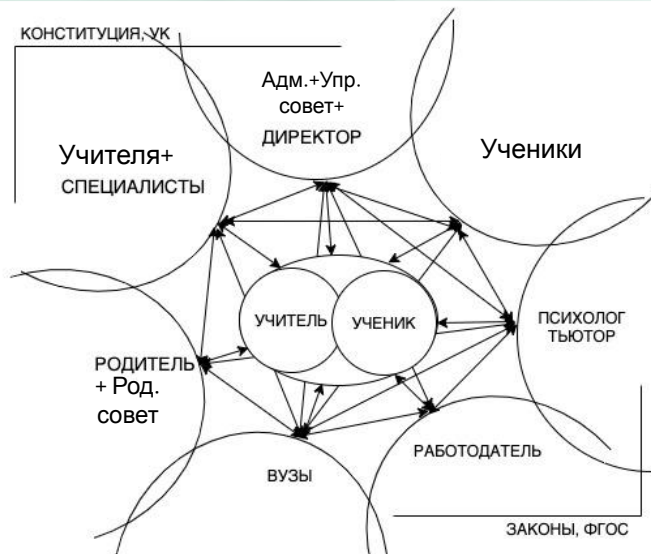 КОНСТИТУЦИЯ, УК
Адм.+Упр.
совет+
ДИРЕКТОР
Учителя+
СПЕЦИАЛИСТЫ
Ученики
УЧИТЕЛЬ
УЧЕНИК
ПСИХОЛОГ
ТЬЮТОР
РОДИТЕЛЬ
+ Род.
совет
ВУЗЫ
РАБОТОДАТЕЛЬ
ЗАКОНЫ, ФГОС